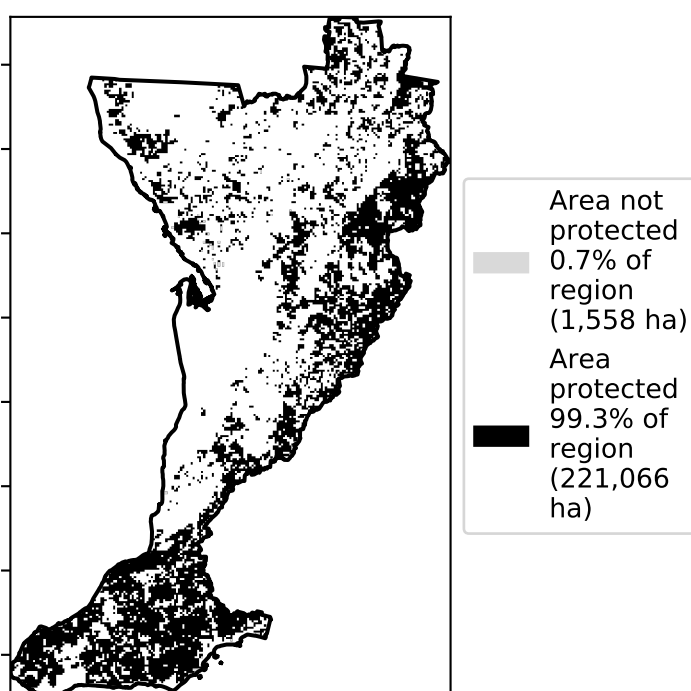 Area not
protected
0.7% of
region
(1,558 ha)
Area
protected
99.3% of
region
(221,066
ha)